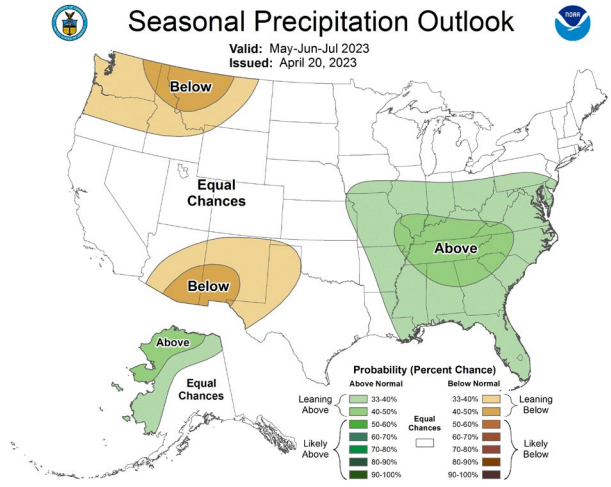 Seasonal Precipitation Outlook
Valid: May-Jun-Jul 2023
Issued: April 20, 2023
NOAA
Below
Equal
Chances
Above
Below
Above
Equal
Chances
Probability (Percent Chance)
Above Normal
Below Normal
Leaning
Above
33-40%
40-50%
Likely
Above
50-60%
60-70%
70-80%
80-90%
90-100%
Equal
Chances
33-40%
40-50%
Leaning
Below
50-60%
60-70%
70-80%
80-90%
90-100%
Likely
Below